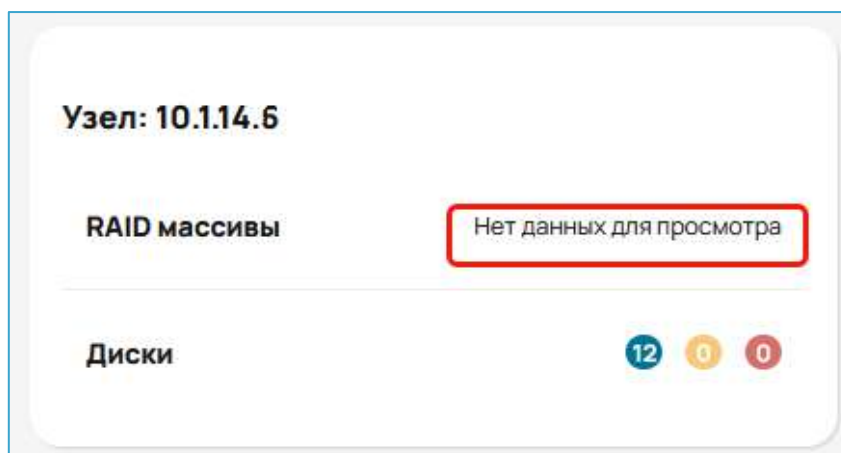 Узел: 10.1.14.6
RAID массивы Нет данных для просмотра
Диски 12 0 0